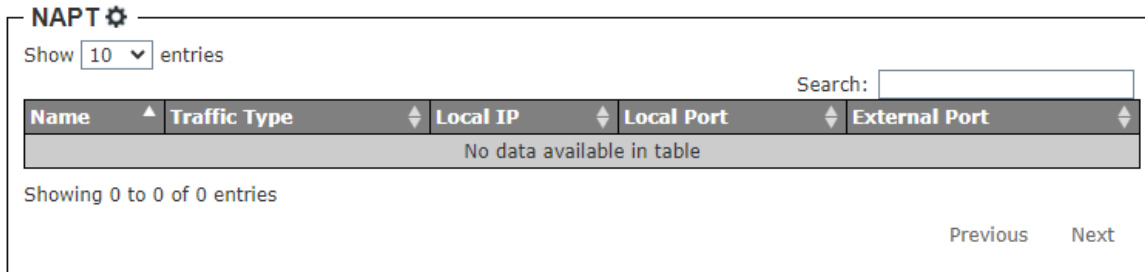 NAPT
Show 10 entries
Search:
Name Traffic Type Local IP Local Port External Port
No data available in table
Showing 0 to 0 of 0 entries
Previous Next